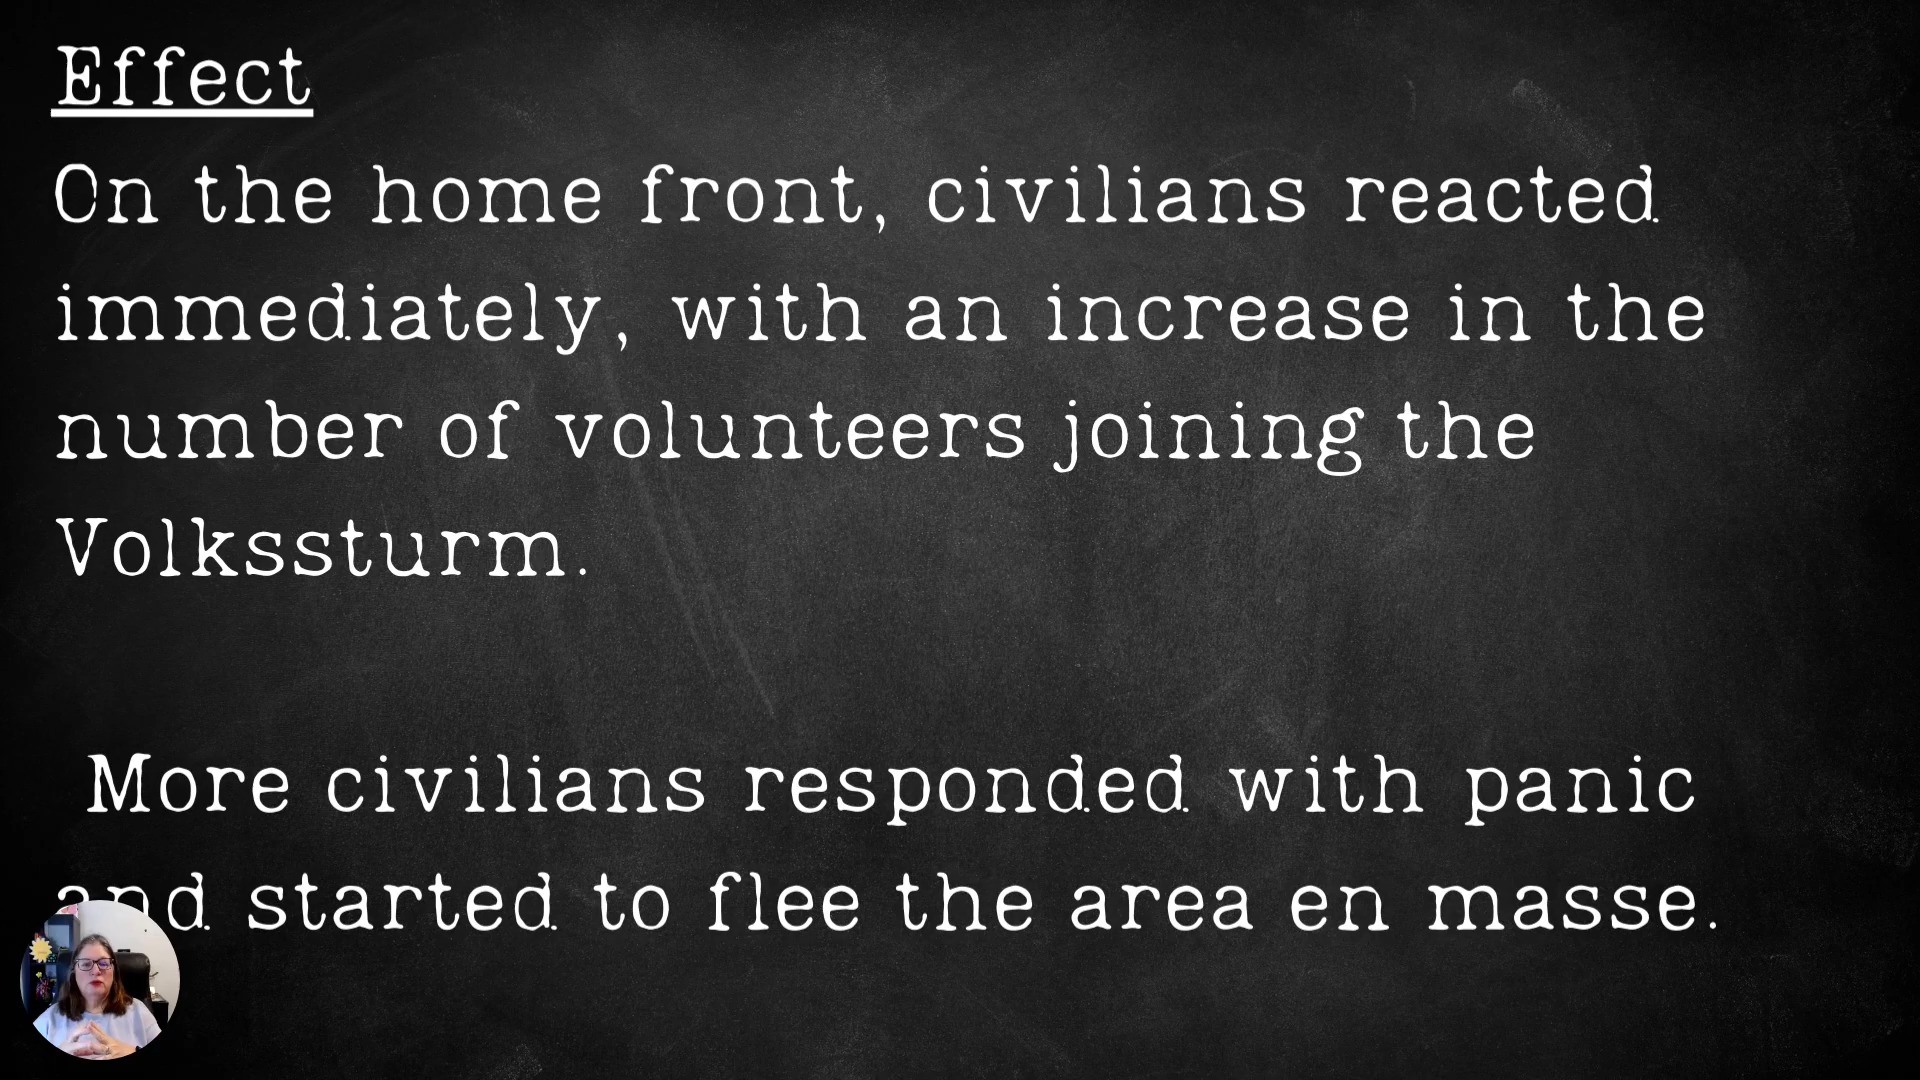 Effect
On the home front, civilians reacted
immediately, with an increase in the
number of volunteers joining the
Volkssturm.
More civilians responded with panic
and started to flee the area en masse.